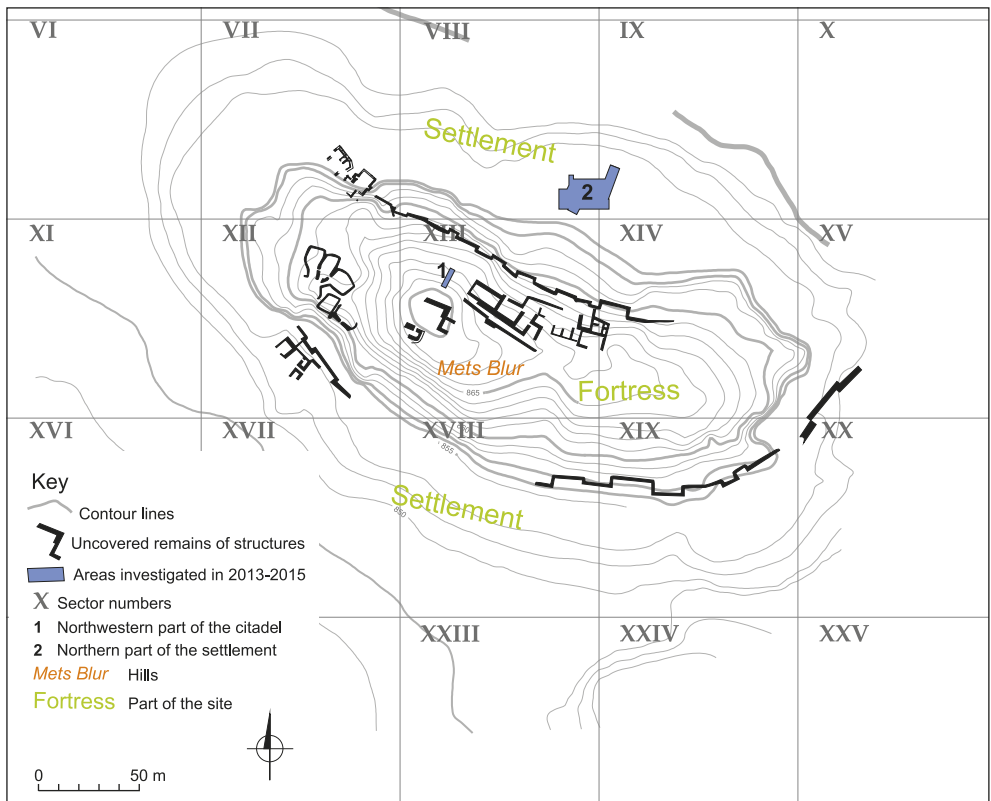 VI VII VIII IX X
Settlement
2
XI XII XIII XIV XV
1
Mets Blur
865
Fortress
XVI XVII XVIII XIX XX
855
Settlement
850
Key
Contour lines
Uncovered remains of structures
Areas investigated in 2013-2015
X Sector numbers
1 Northwestern part of the citadel
2 Northern part of the settlement
Mets Blur Hills
Fortress Part of the site
XXIII XXIV XXV
0 50 m